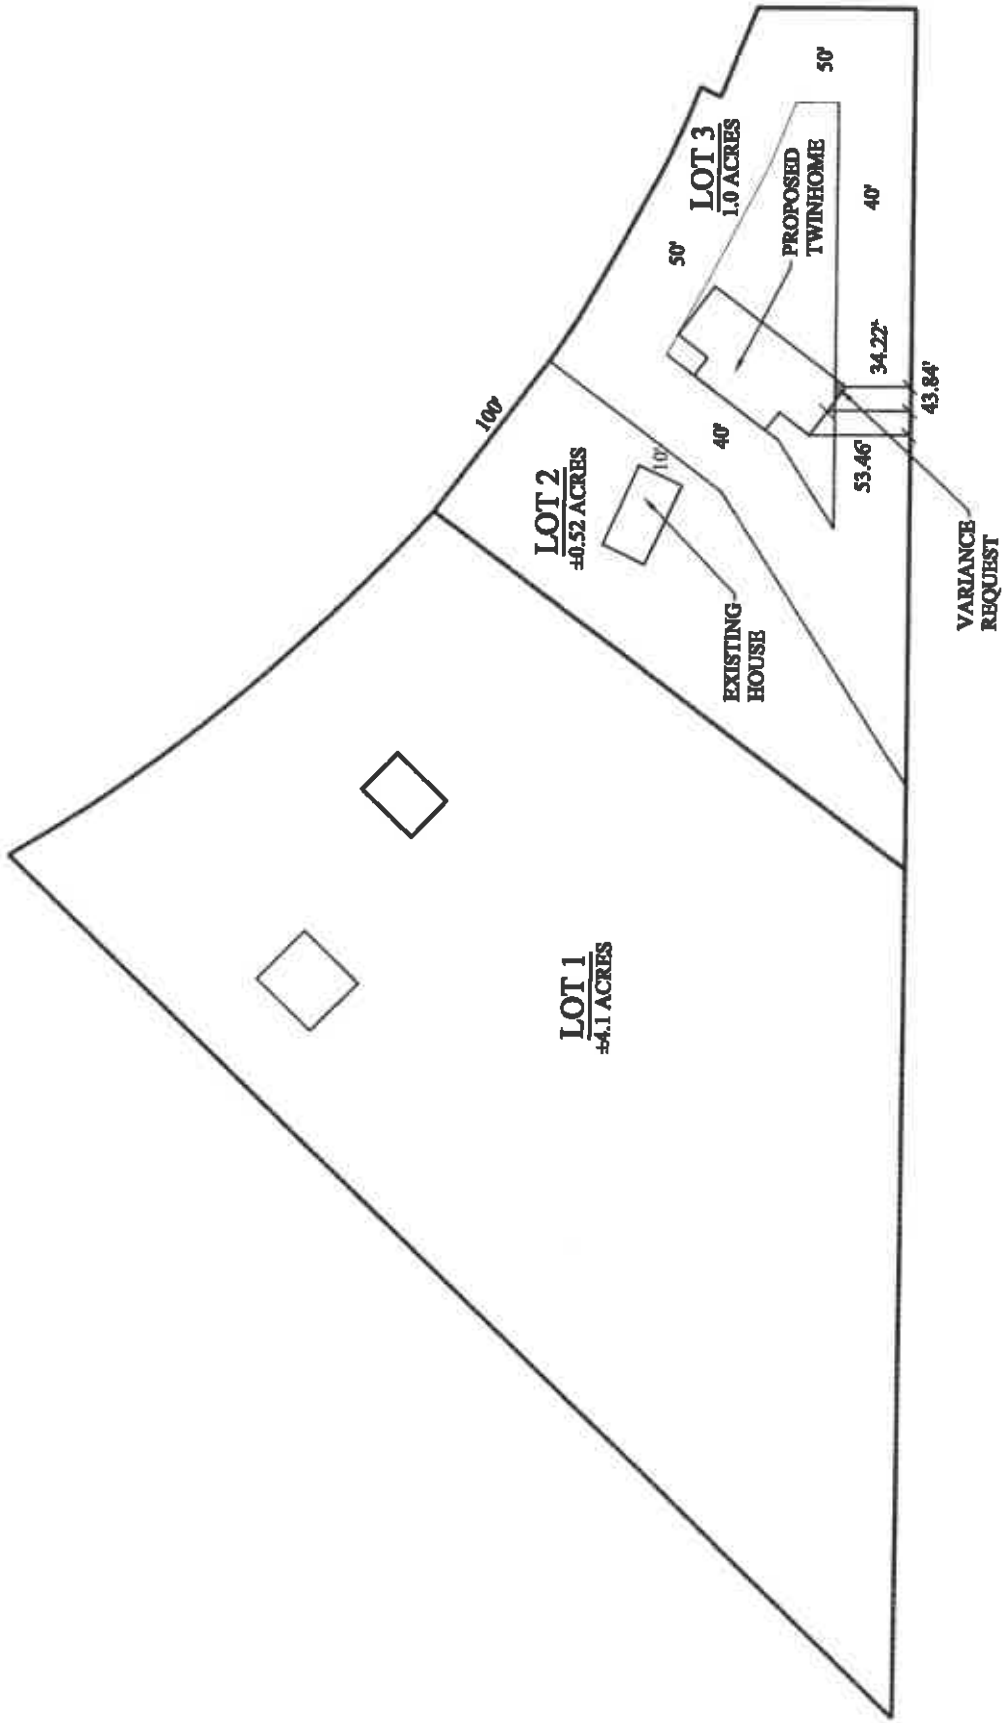 LOT 1
±4.1 ACRES
LOT 2
±0.52 ACRES
EXISTING
HOUSE
10'
100'
LOT 3
1.0 ACRES
PROPOSED
TWINHOME
50'
50'
40'
40'
53.46'
43.84'
34.22'
VARIANCE
REQUEST